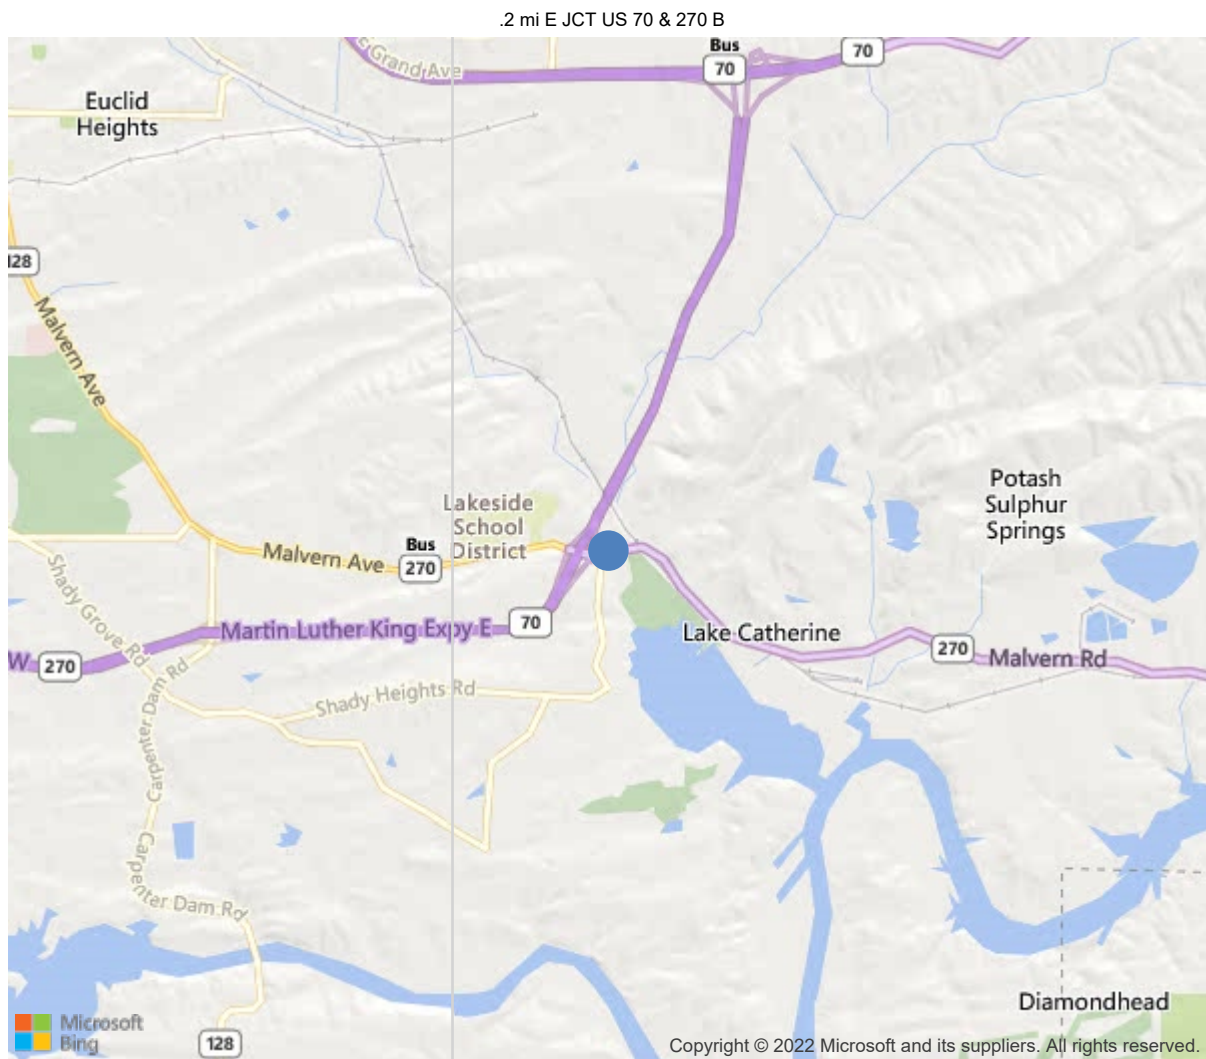 .2 mi E JCT US 70 & 270 B
E Grand Ave
Bus
70
70
Euclid
Heights
128
Malvern Ave
Lakeside
School
District
Potash
Sulphur
Springs
Bus
270
Malvern Ave
Shady Grove Rd
Martin Luther King Expy E
70
Lake Catherine
W
270
270
Malvern Rd
Shady Heights Rd
Carpenter Dam Rd
Carpenter Dam Rd
Diamondhead
Microsoft
Bing
128
Copyright © 2022 Microsoft and its suppliers. All rights reserved.